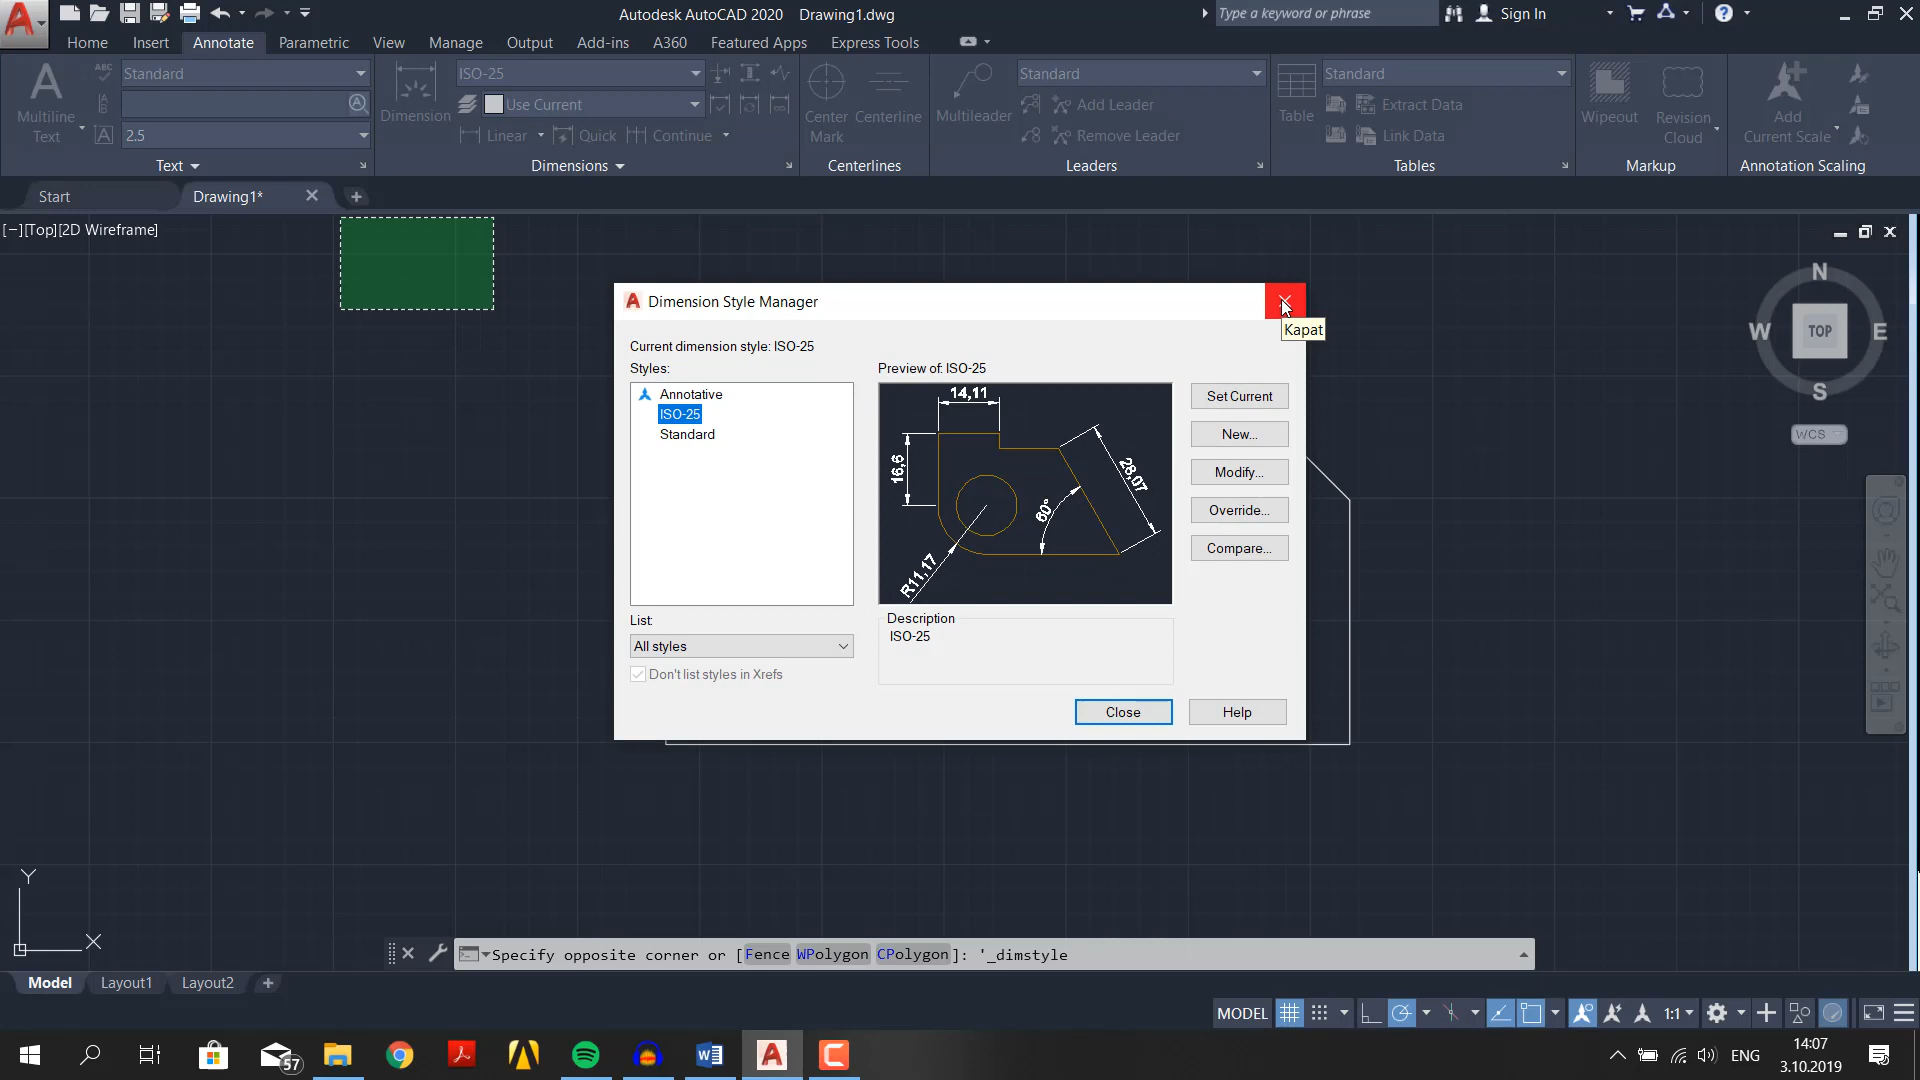 Autodesk AutoCAD 2020 Drawing1.dwg
Type a keyword or phrase
Sign In
Home Insert Annotate Parametric View Manage Output Add-ins A360 Featured Apps Express Tools
Multiline Text
ABC
Standard
2.5
Text
Dimension
ISO-25
Use Current
Linear Quick Continue
Dimensions
Center Mark
Centerline
Centerlines
Multileader
Standard
Add Leader
Remove Leader
Leaders
Table
Standard
Extract Data
Link Data
Tables
Wipeout
Revision Cloud
Markup
Add Current Scale
Annotation Scaling
Start
Drawing1*
[−][Top][2D Wireframe]
N
W TOP E
S
WCS
Dimension Style Manager
Kapat
Current dimension style: ISO-25
Styles:
Annotative
ISO-25
Standard
Preview of: ISO-25
14,11
16,6
28,07
60°
R11,17
Set Current
New...
Modify...
Override...
Compare...
List:
All styles
Don't list styles in Xrefs
Description
ISO-25
Close
Help
Y
X
Specify opposite corner or [Fence WPolygon CPolygon]: '_dimstyle
Model Layout1 Layout2
MODEL
1:1
57
ENG
14:07
3.10.2019